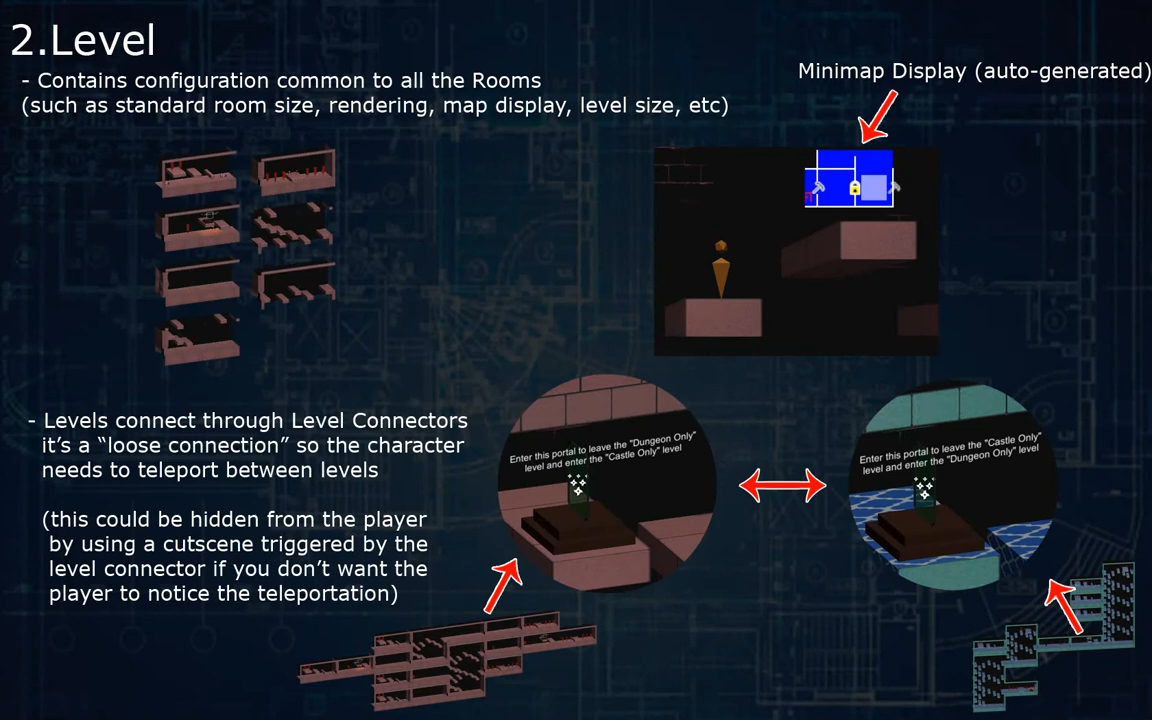 2.Level
- Contains configuration common to all the Rooms
(such as standard room size, rendering, map display, level size, etc)
Minimap Display (auto-generated)
- Levels connect through Level Connectors
it's a “loose connection” so the character
needs to teleport between levels
(this could be hidden from the player
by using a cutscene triggered by the
level connector if you don't want the
player to notice the teleportation)
Enter this portal to leave the "Dungeon Only"
level and enter the "Castle Only" level
Enter this portal to leave the "Castle Only"
level and enter the "Dungeon Only" level